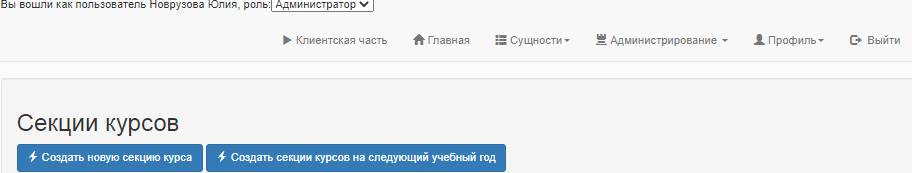 Вы вошли как пользователь Новрузова Юлия, роль: Администратор
Клиентская часть Главная Сущности Администрирование Профиль Выйти
Секции курсов
Создать новую секцию курса Создать секции курсов на следующий учебный год